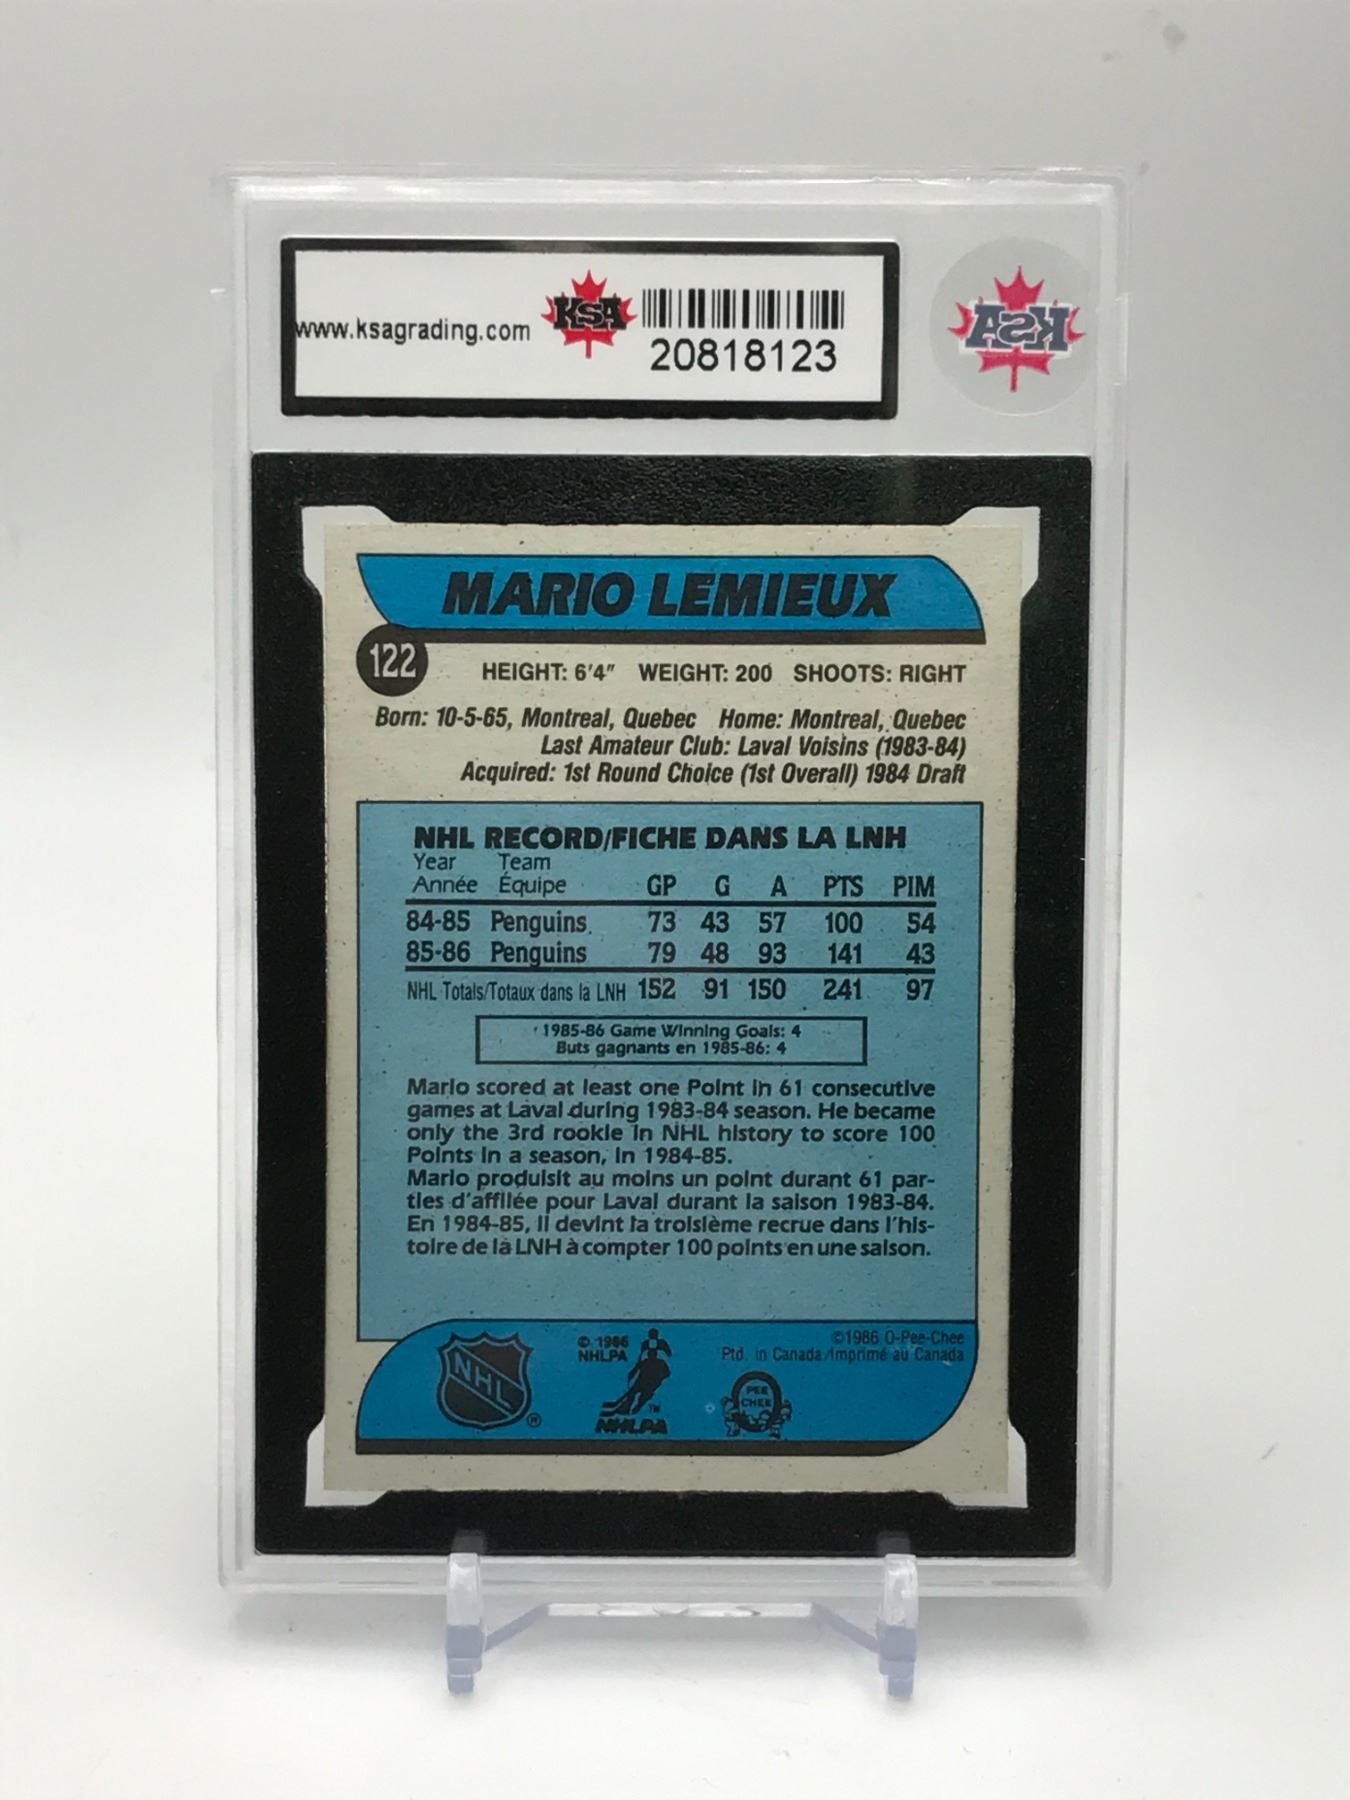 www.ksagrading.com
KSA
20818123
KSA
MARIO LEMIEUX
122
HEIGHT: 6'4" WEIGHT: 200 SHOOTS: RIGHT
Born: 10-5-65, Montreal, Quebec Home: Montreal, Quebec
Last Amateur Club: Laval Voisins (1983-84)
Acquired: 1st Round Choice (1st Overall) 1984 Draft
NHL RECORD/FICHE DANS LA LNH
Year Team
Année Équipe GP G A PTS PIM
84-85 Penguins 73 43 57 100 54
85-86 Penguins 79 48 93 141 43
NHL Totals/Totaux dans la LNH 152 91 150 241 97
1985-86 Game Winning Goals: 4
Buts gagnants en 1985-86: 4
Mario scored at least one Point in 61 consecutive
games at Laval during 1983-84 season. He became
only the 3rd rookie in NHL history to score 100
Points in a season, in 1984-85.
Mario produisit au moins un point durant 61 par-
ties d'affilée pour Laval durant la saison 1983-84.
En 1984-85, il devint la troisième recrue dans l'his-
toire de la LNH à compter 100 points en une saison.
NHL ®
© 1986
NHLPA
TM
NHLPA
©1986 O-Pee-Chee
Ptd. in Canada/Imprimé au Canada
O
PEE
CHEE